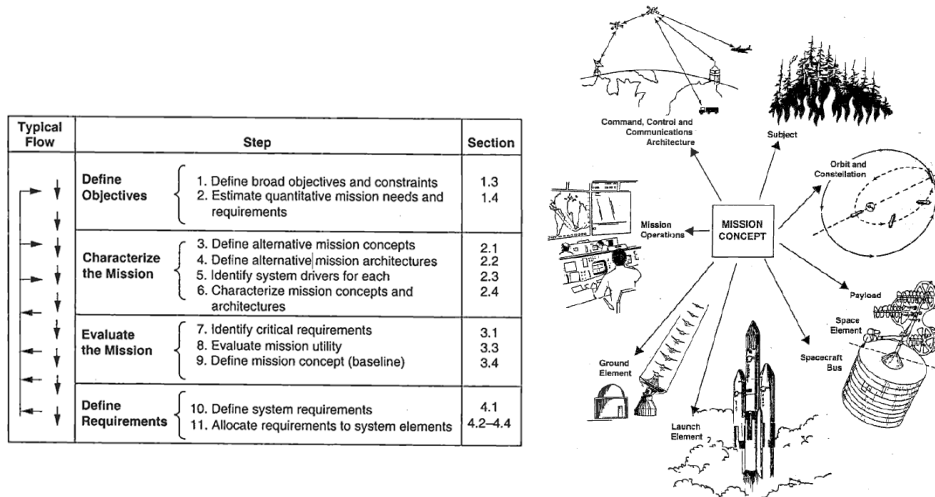 Typical
Flow
Step
Section
Define
Objectives
1. Define broad objectives and constraints
1.3
2. Estimate quantitative mission needs and
requirements
1.4
Characterize
the Mission
3. Define alternative mission concepts
2.1
4. Define alternative mission architectures
2.2
5. Identify system drivers for each
2.3
6. Characterize mission concepts and
architectures
2.4
Evaluate
the Mission
7. Identify critical requirements
3.1
8. Evaluate mission utility
3.3
9. Define mission concept (baseline)
3.4
Define
Requirements
10. Define system requirements
4.1
11. Allocate requirements to system elements
4.2–4.4
Command, Control and
Communications
Architecture
Subject
Orbit and
Constellation
Mission
Operations
MISSION
CONCEPT
Payload
Space
Element
Spacecraft
Bus
Ground
Element
Launch
Element